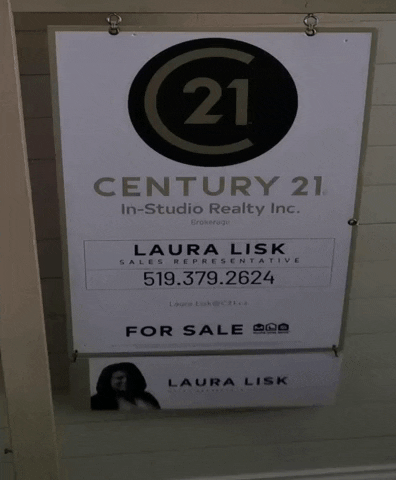 21
CENTURY 21
In-Studio Realty Inc.
Brokerage
LAURA LISK
SALES REPRESENTATIVE
519.379.2624
FOR SALE
LAURA LISK